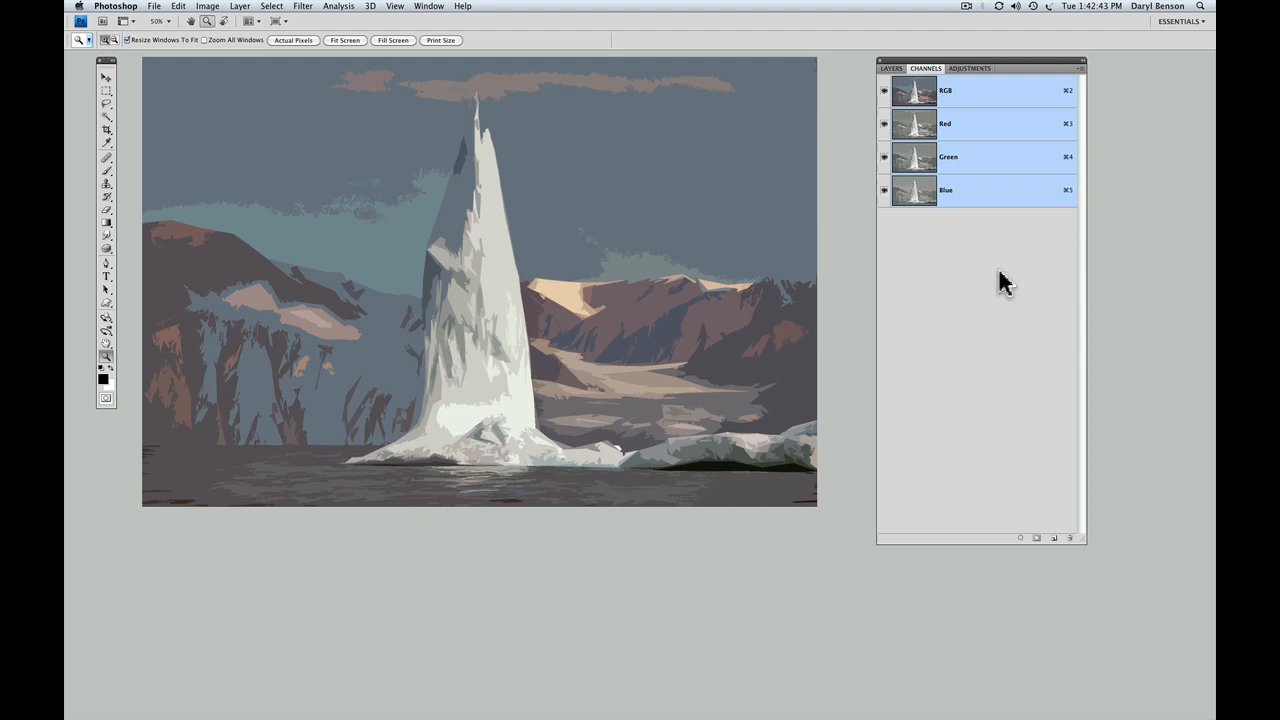 Photoshop File Edit Image Layer Select Filter Analysis 3D View Window Help Tue 1:42:43 PM Daryl Benson
Ps Br 50% ESSENTIALS
Resize Windows To Fit Zoom All Windows Actual Pixels Fit Screen Fill Screen Print Size
LAYERS CHANNELS ADJUSTMENTS
RGB ⌘2
Red ⌘3
Green ⌘4
Blue ⌘5
T